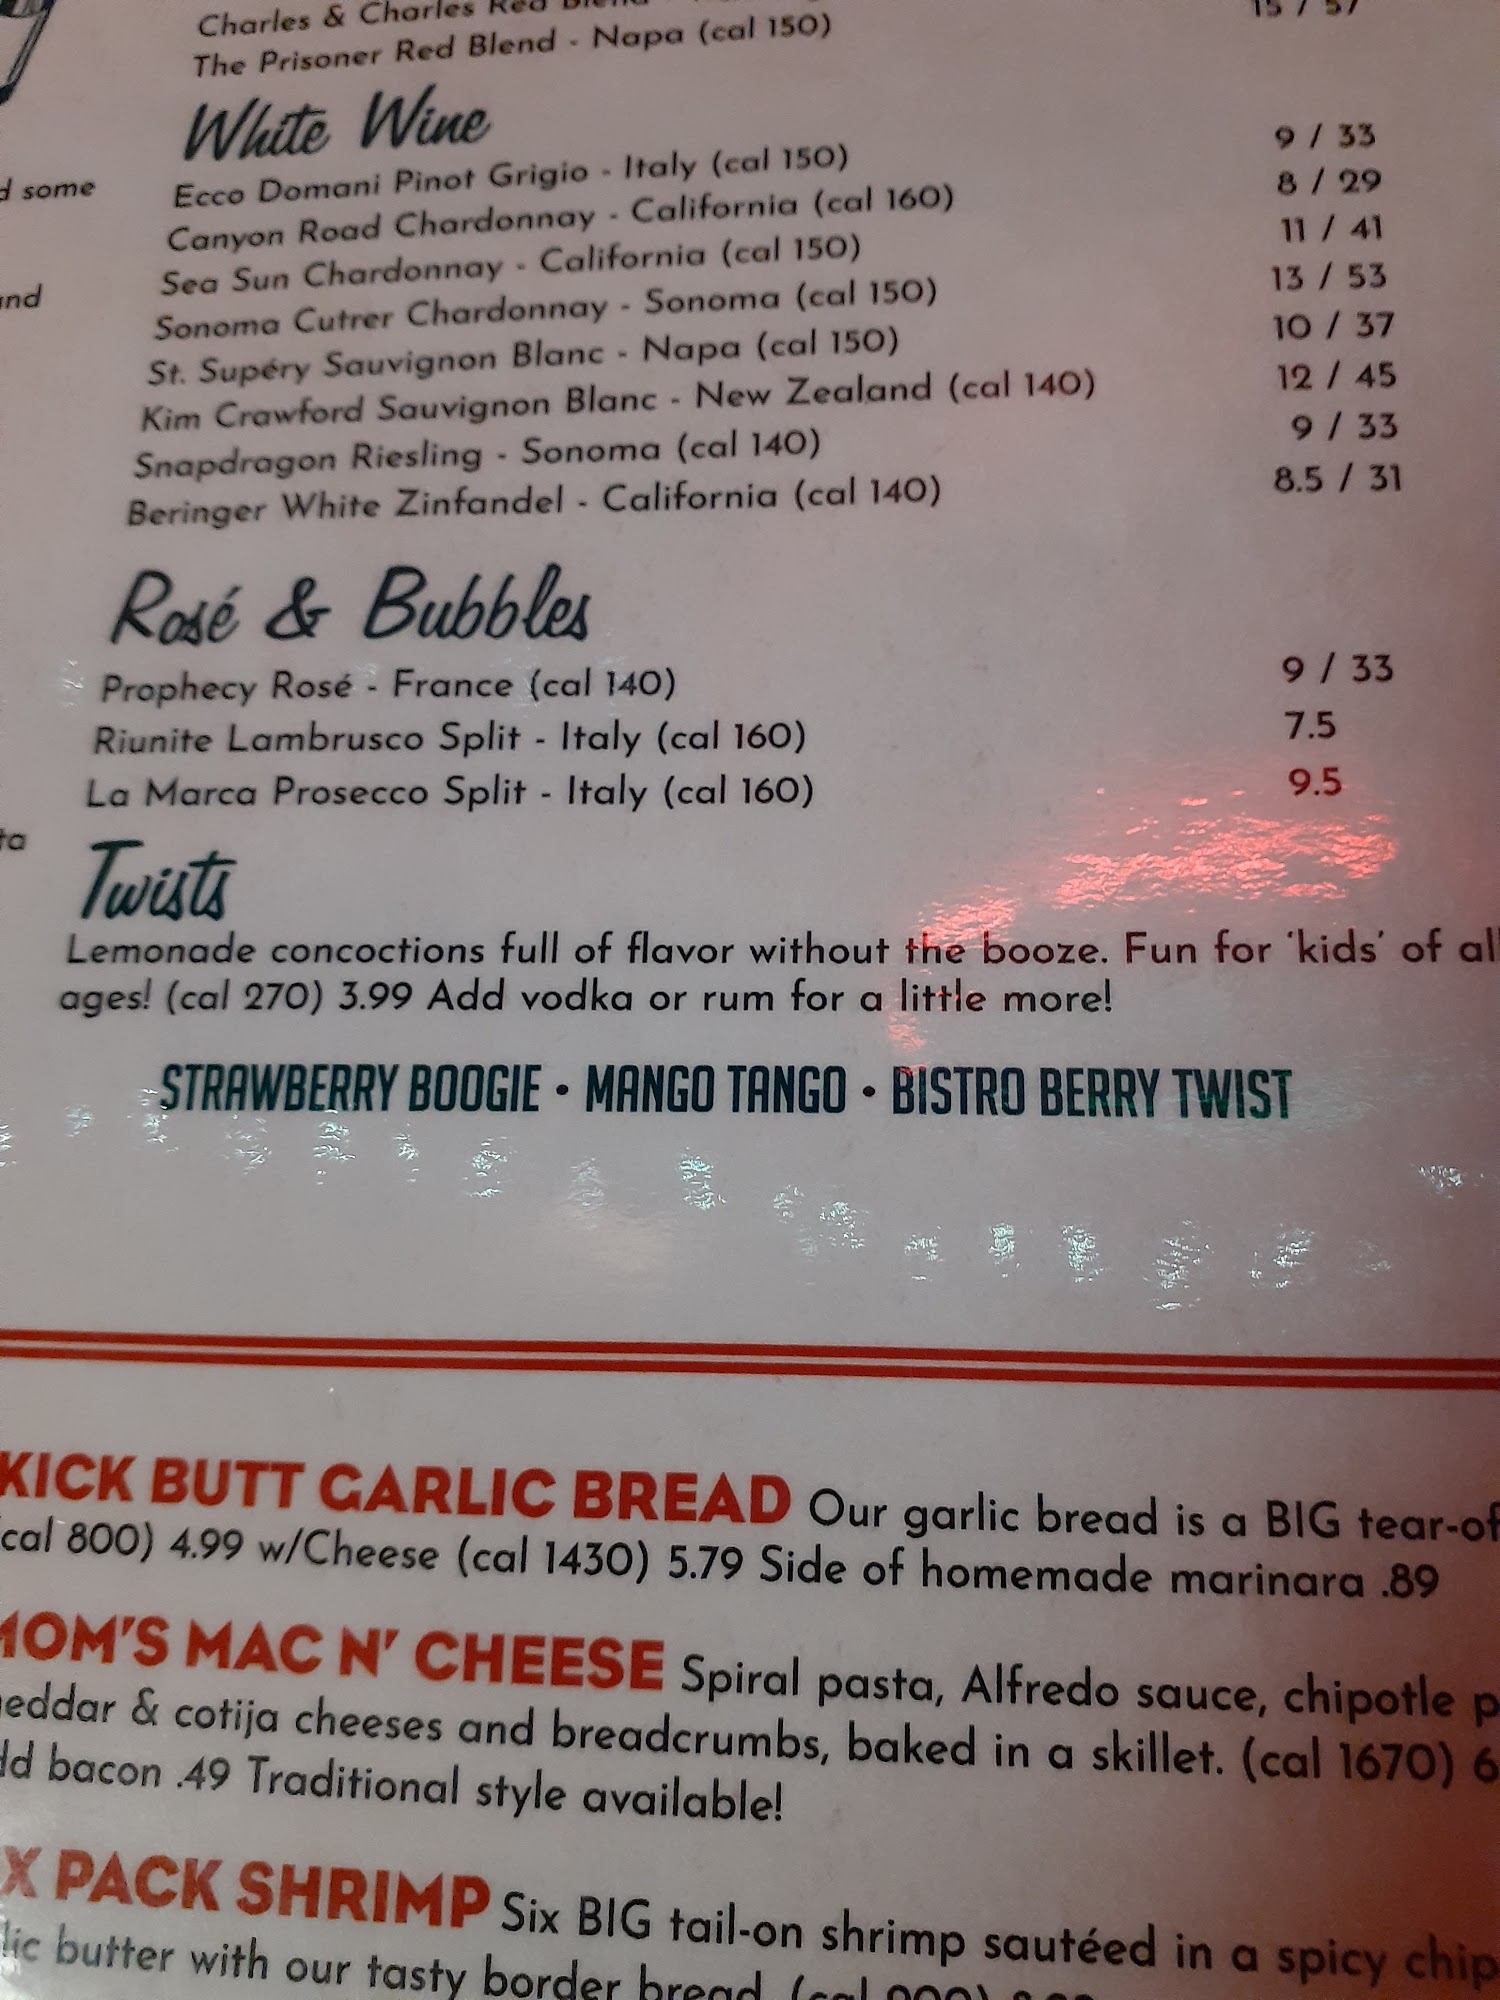 Charles & Charles Red
15 / 57
The Prisoner Red Blend - Napa (cal 150)
White Wine
Ecco Domani Pinot Grigio - Italy (cal 150) 9 / 33
Canyon Road Chardonnay - California (cal 160) 8 / 29
Sea Sun Chardonnay - California (cal 150) 11 / 41
Sonoma Cutrer Chardonnay - Sonoma (cal 150) 13 / 53
St. Supéry Sauvignon Blanc - Napa (cal 150) 10 / 37
Kim Crawford Sauvignon Blanc - New Zealand (cal 140) 12 / 45
Snapdragon Riesling - Sonoma (cal 140) 9 / 33
Beringer White Zinfandel - California (cal 140) 8.5 / 31
d some
and
ta
Rosé & Bubbles
Prophecy Rosé - France (cal 140) 9 / 33
Riunite Lambrusco Split - Italy (cal 160) 7.5
La Marca Prosecco Split - Italy (cal 160) 9.5
Twists
Lemonade concoctions full of flavor without the booze. Fun for 'kids' of all
ages! (cal 270) 3.99 Add vodka or rum for a little more!
STRAWBERRY BOOGIE • MANGO TANGO • BISTRO BERRY TWIST
KICK BUTT GARLIC BREAD Our garlic bread is a BIG tear-of
(cal 800) 4.99 w/Cheese (cal 1430) 5.79 Side of homemade marinara .89
MOM'S MAC N' CHEESE Spiral pasta, Alfredo sauce, chipotle p
eddar & cotija cheeses and breadcrumbs, baked in a skillet. (cal 1670) 6
dd bacon .49 Traditional style available!
X PACK SHRIMP Six BIG tail-on shrimp sautéed in a spicy chip
lic butter with our tasty border bread. (cal